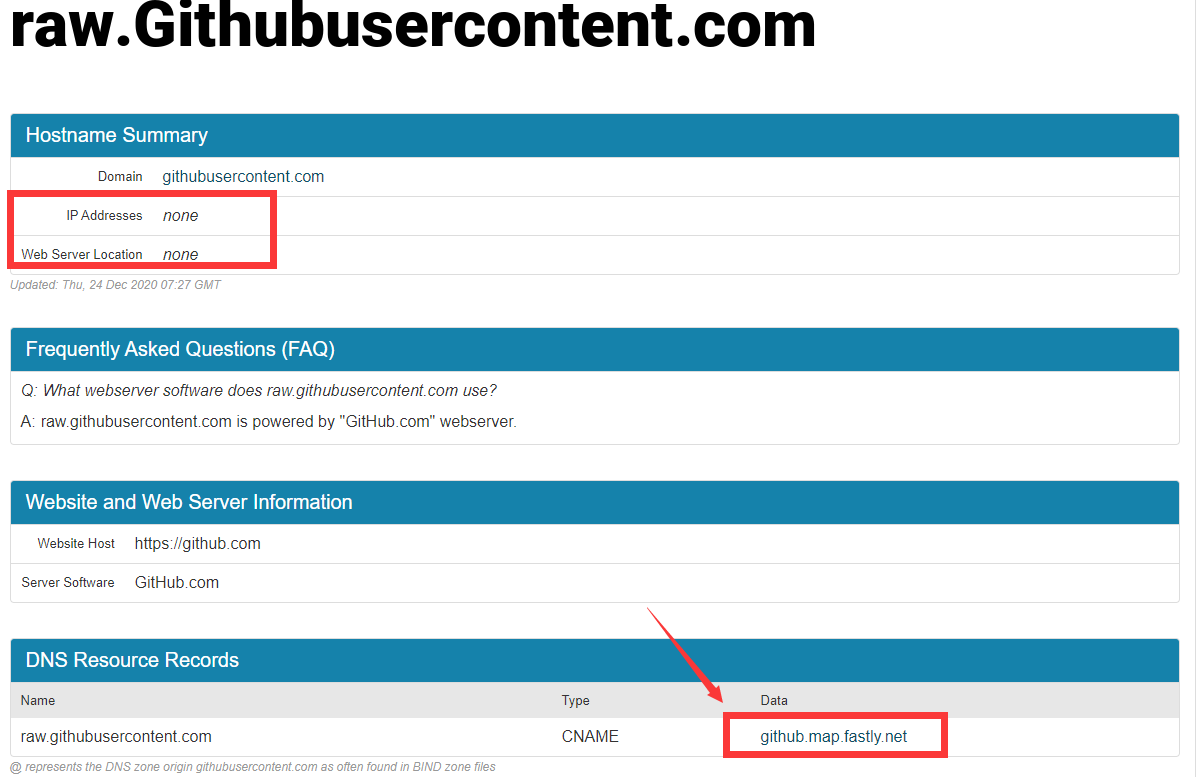 raw.Githubusercontent.com
Hostname Summary
Domain githubusercontent.com
IP Addresses none
Web Server Location none
Updated: Thu, 24 Dec 2020 07:27 GMT
Frequently Asked Questions (FAQ)
Q: What webserver software does raw.githubusercontent.com use?
A: raw.githubusercontent.com is powered by "GitHub.com" webserver.
Website and Web Server Information
Website Host https://github.com
Server Software GitHub.com
DNS Resource Records
Name Type Data
raw.githubusercontent.com CNAME github.map.fastly.net
@ represents the DNS zone origin githubusercontent.com as often found in BIND zone files